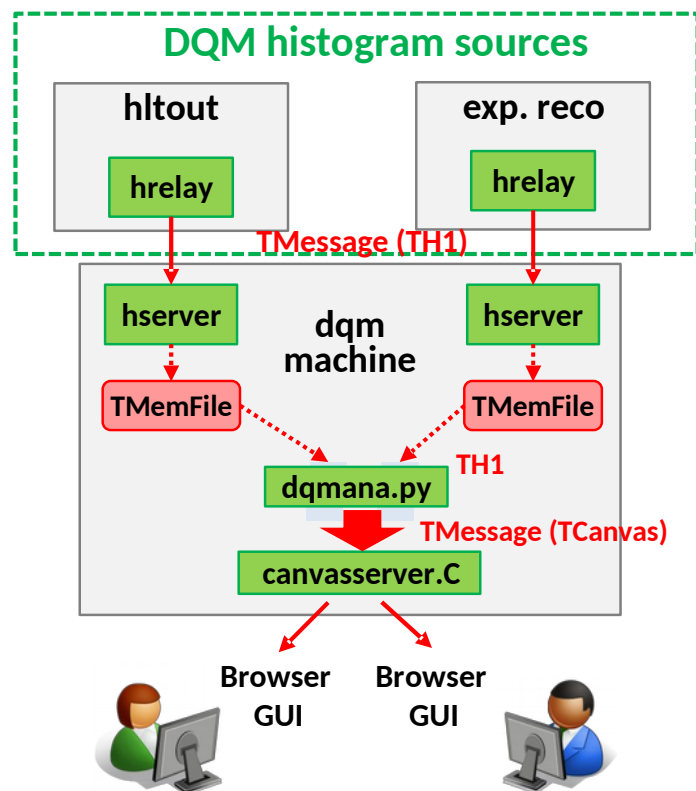 DQM histogram sources
hltout
exp. reco
hrelay
hrelay
TMessage (TH1)
hserver
hserver
dqm
machine
TMemFile
TMemFile
TH1
dqmana.py
TMessage (TCanvas)
canvasserver.C
Browser
GUI
Browser
GUI